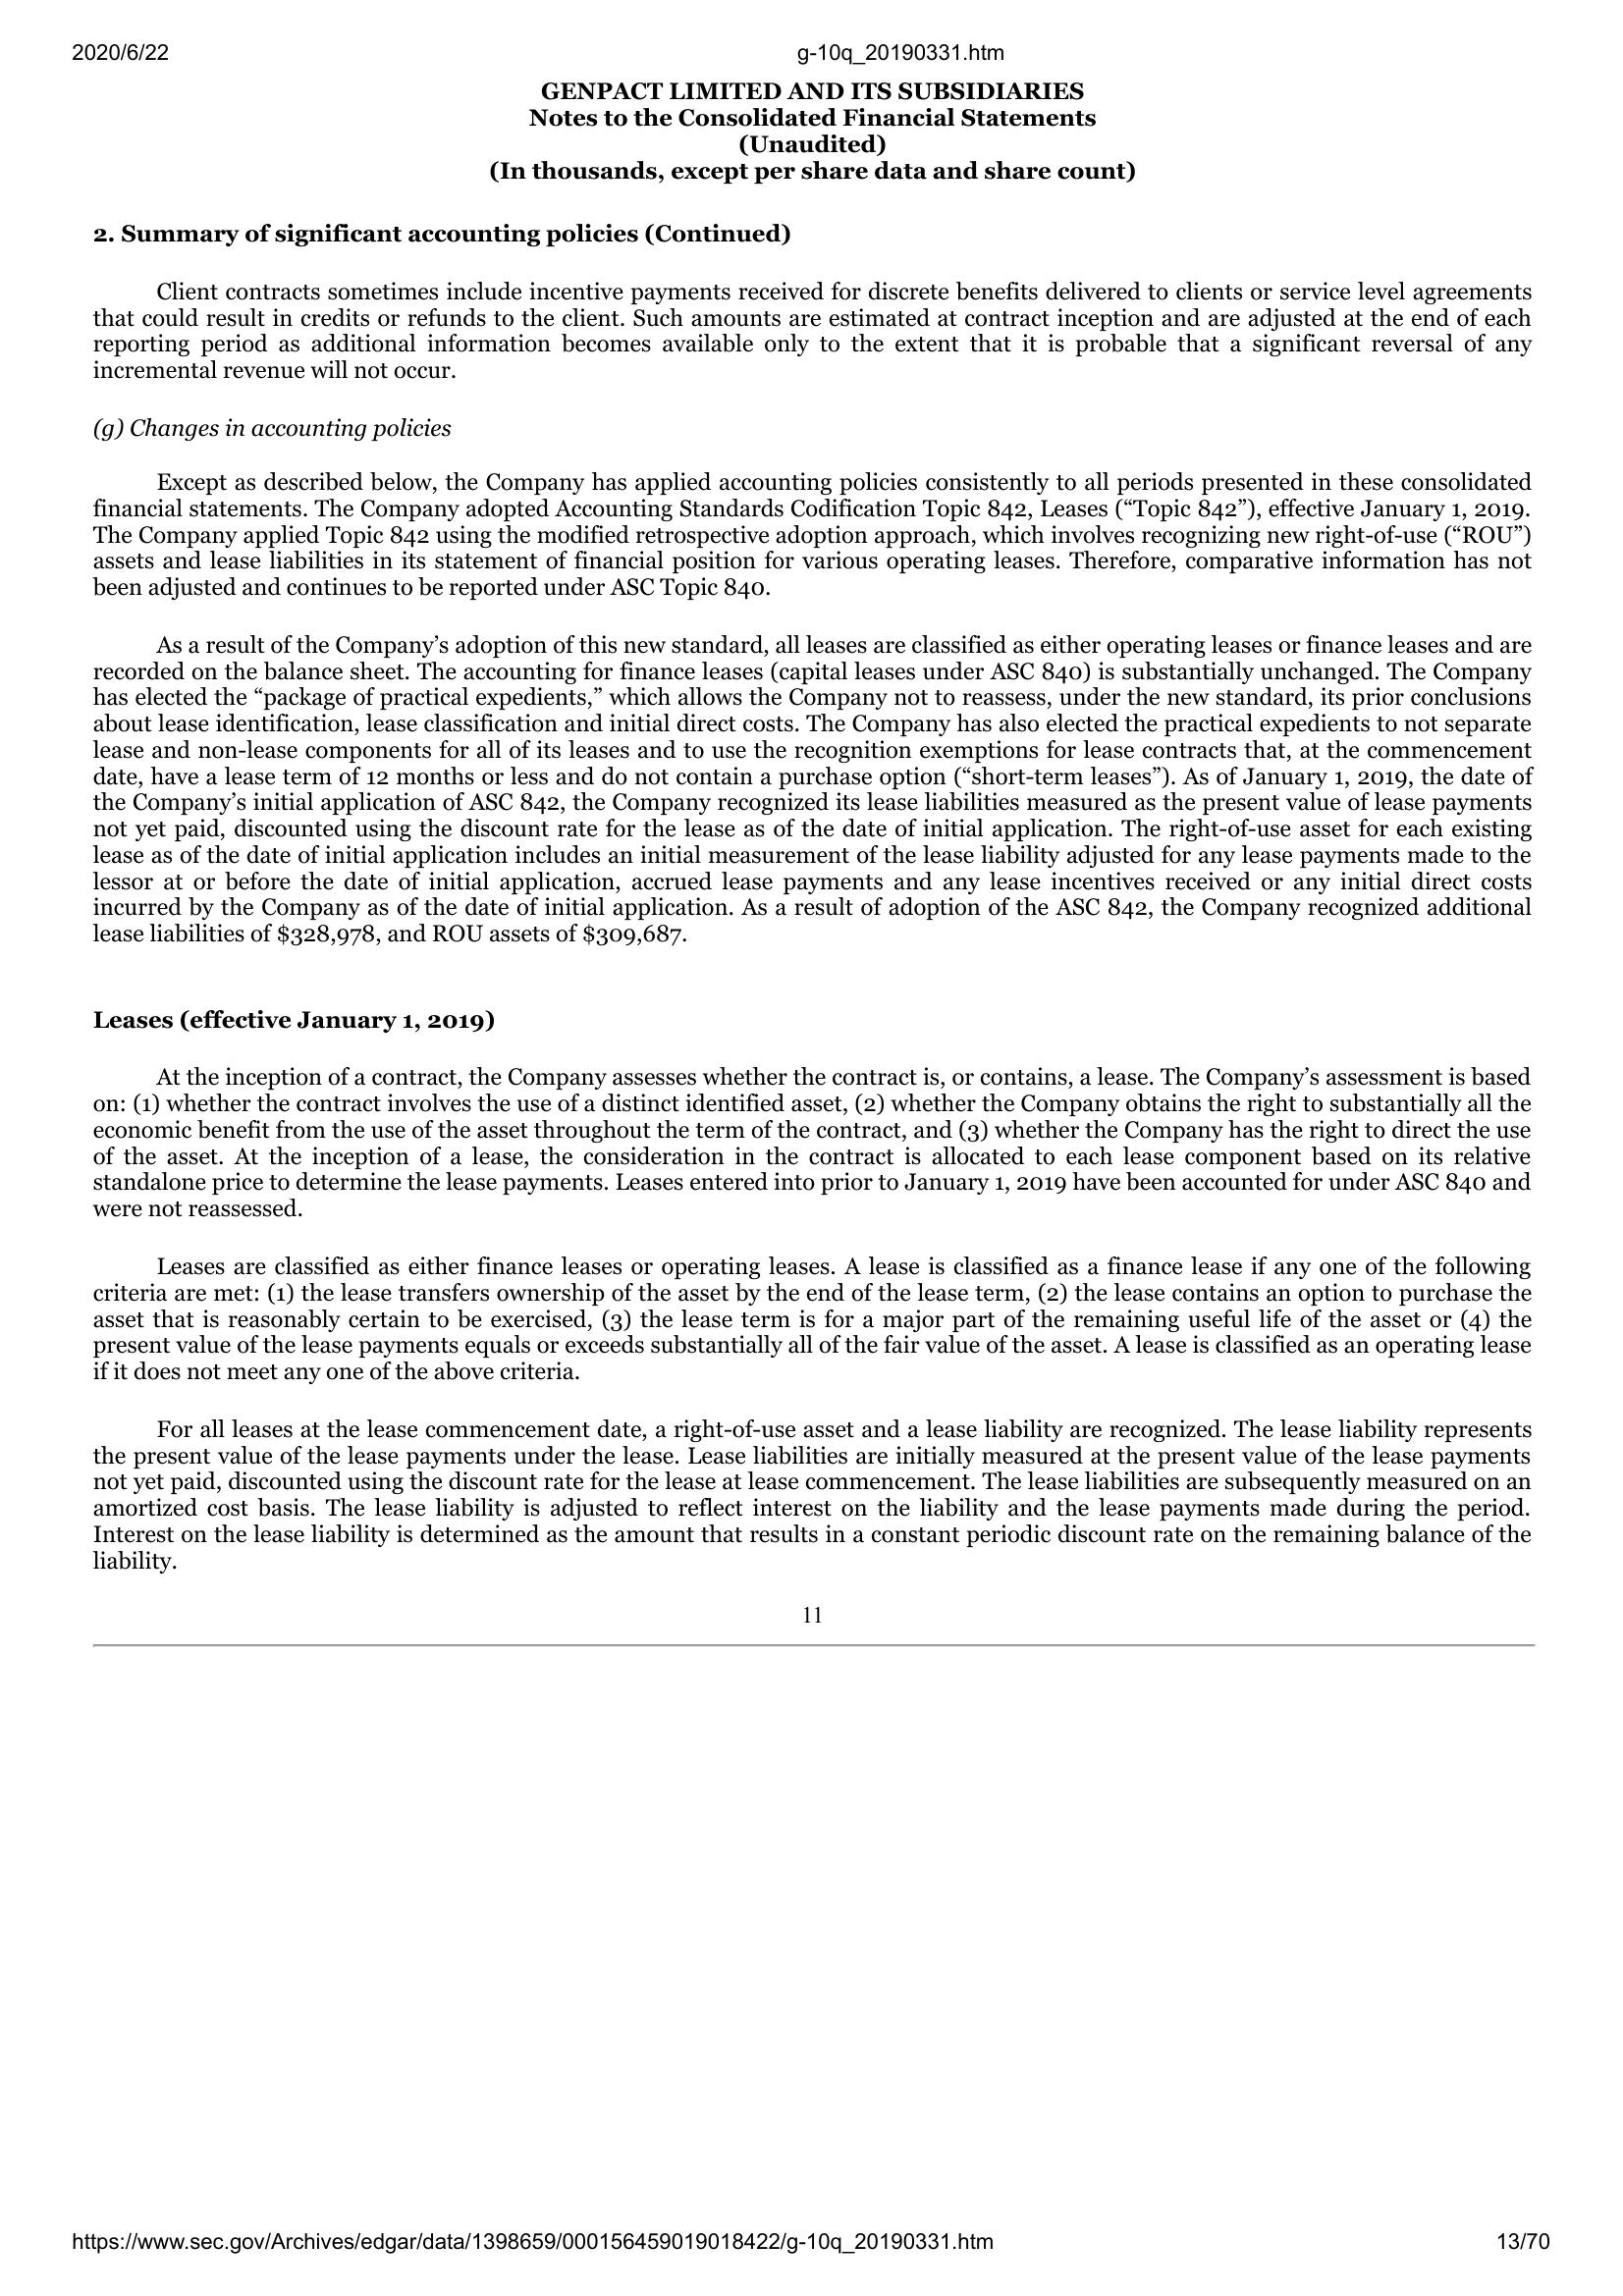 2020/6/22 g-10q_20190331.htm
GENPACT LIMITED AND ITS SUBSIDIARIES
Notes to the Consolidated Financial Statements
(Unaudited)
(In thousands, except per share data and share count)
2. Summary of significant accounting policies (Continued)
Client contracts sometimes include incentive payments received for discrete benefits delivered to clients or service level agreements
that could result in credits or refunds to the client. Such amounts are estimated at contract inception and are adjusted at the end of each
reporting period as additional information becomes available only to the extent that it is probable that a significant reversal of any
incremental revenue will not occur.
(g) Changes in accounting policies
Except as described below, the Company has applied accounting policies consistently to all periods presented in these consolidated
financial statements. The Company adopted Accounting Standards Codification Topic 842, Leases (“Topic 842”), effective January 1, 2019.
The Company applied Topic 842 using the modified retrospective adoption approach, which involves recognizing new right-of-use (“ROU”)
assets and lease liabilities in its statement of financial position for various operating leases. Therefore, comparative information has not
been adjusted and continues to be reported under ASC Topic 840.
As a result of the Company’s adoption of this new standard, all leases are classified as either operating leases or finance leases and are
recorded on the balance sheet. The accounting for finance leases (capital leases under ASC 840) is substantially unchanged. The Company
has elected the “package of practical expedients,” which allows the Company not to reassess, under the new standard, its prior conclusions
about lease identification, lease classification and initial direct costs. The Company has also elected the practical expedients to not separate
lease and non-lease components for all of its leases and to use the recognition exemptions for lease contracts that, at the commencement
date, have a lease term of 12 months or less and do not contain a purchase option (“short-term leases”). As of January 1, 2019, the date of
the Company’s initial application of ASC 842, the Company recognized its lease liabilities measured as the present value of lease payments
not yet paid, discounted using the discount rate for the lease as of the date of initial application. The right-of-use asset for each existing
lease as of the date of initial application includes an initial measurement of the lease liability adjusted for any lease payments made to the
lessor at or before the date of initial application, accrued lease payments and any lease incentives received or any initial direct costs
incurred by the Company as of the date of initial application. As a result of adoption of the ASC 842, the Company recognized additional
lease liabilities of $328,978, and ROU assets of $309,687.
Leases (effective January 1, 2019)
At the inception of a contract, the Company assesses whether the contract is, or contains, a lease. The Company’s assessment is based
on: (1) whether the contract involves the use of a distinct identified asset, (2) whether the Company obtains the right to substantially all the
economic benefit from the use of the asset throughout the term of the contract, and (3) whether the Company has the right to direct the use
of the asset. At the inception of a lease, the consideration in the contract is allocated to each lease component based on its relative
standalone price to determine the lease payments. Leases entered into prior to January 1, 2019 have been accounted for under ASC 840 and
were not reassessed.
Leases are classified as either finance leases or operating leases. A lease is classified as a finance lease if any one of the following
criteria are met: (1) the lease transfers ownership of the asset by the end of the lease term, (2) the lease contains an option to purchase the
asset that is reasonably certain to be exercised, (3) the lease term is for a major part of the remaining useful life of the asset or (4) the
present value of the lease payments equals or exceeds substantially all of the fair value of the asset. A lease is classified as an operating lease
if it does not meet any one of the above criteria.
For all leases at the lease commencement date, a right-of-use asset and a lease liability are recognized. The lease liability represents
the present value of the lease payments under the lease. Lease liabilities are initially measured at the present value of the lease payments
not yet paid, discounted using the discount rate for the lease at lease commencement. The lease liabilities are subsequently measured on an
amortized cost basis. The lease liability is adjusted to reflect interest on the liability and the lease payments made during the period.
Interest on the lease liability is determined as the amount that results in a constant periodic discount rate on the remaining balance of the
liability.
11
https://www.sec.gov/Archives/edgar/data/1398659/000156459019018422/g-10q_20190331.htm 13/70